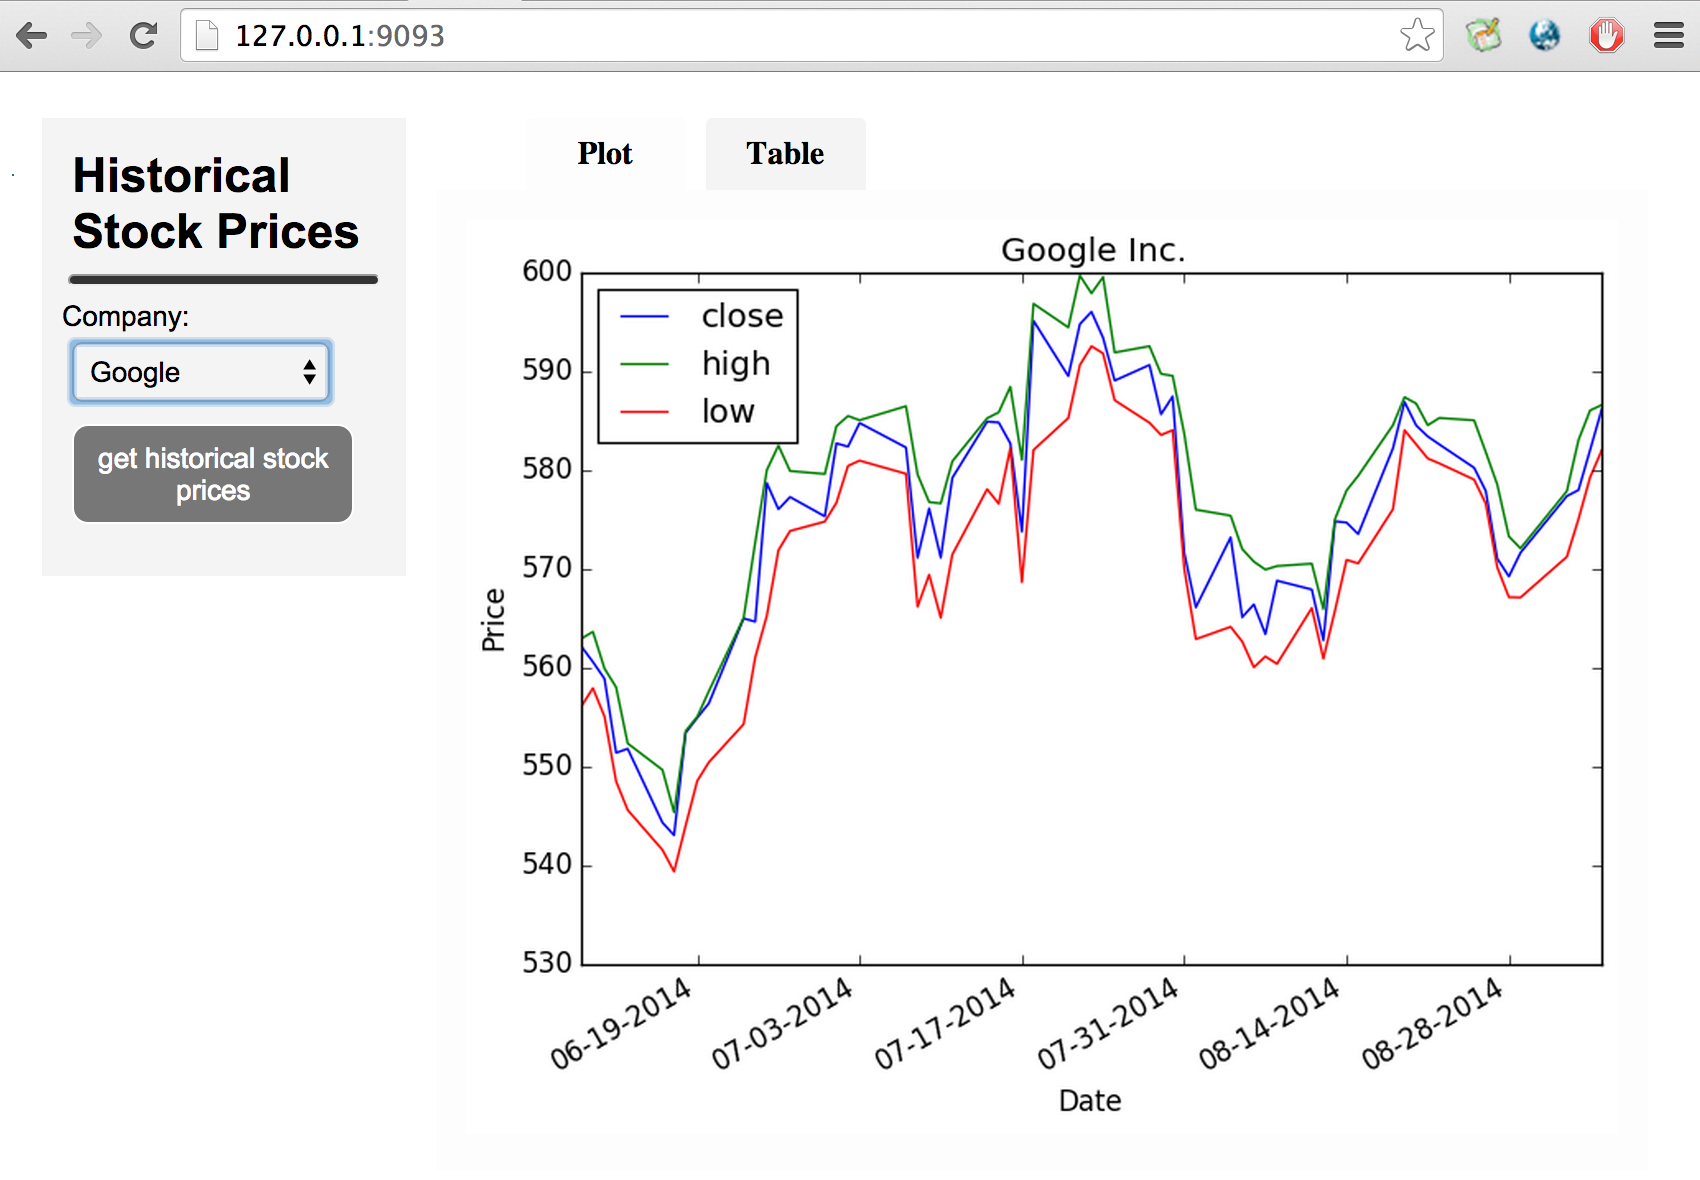 127.0.0.1:9093
Historical
Stock Prices
Company:
Google
get historical stock
prices
Plot
Table
Google Inc.
close
high
low
600
590
580
570
560
550
540
530
Price
06-19-2014
07-03-2014
07-17-2014
07-31-2014
08-14-2014
08-28-2014
Date